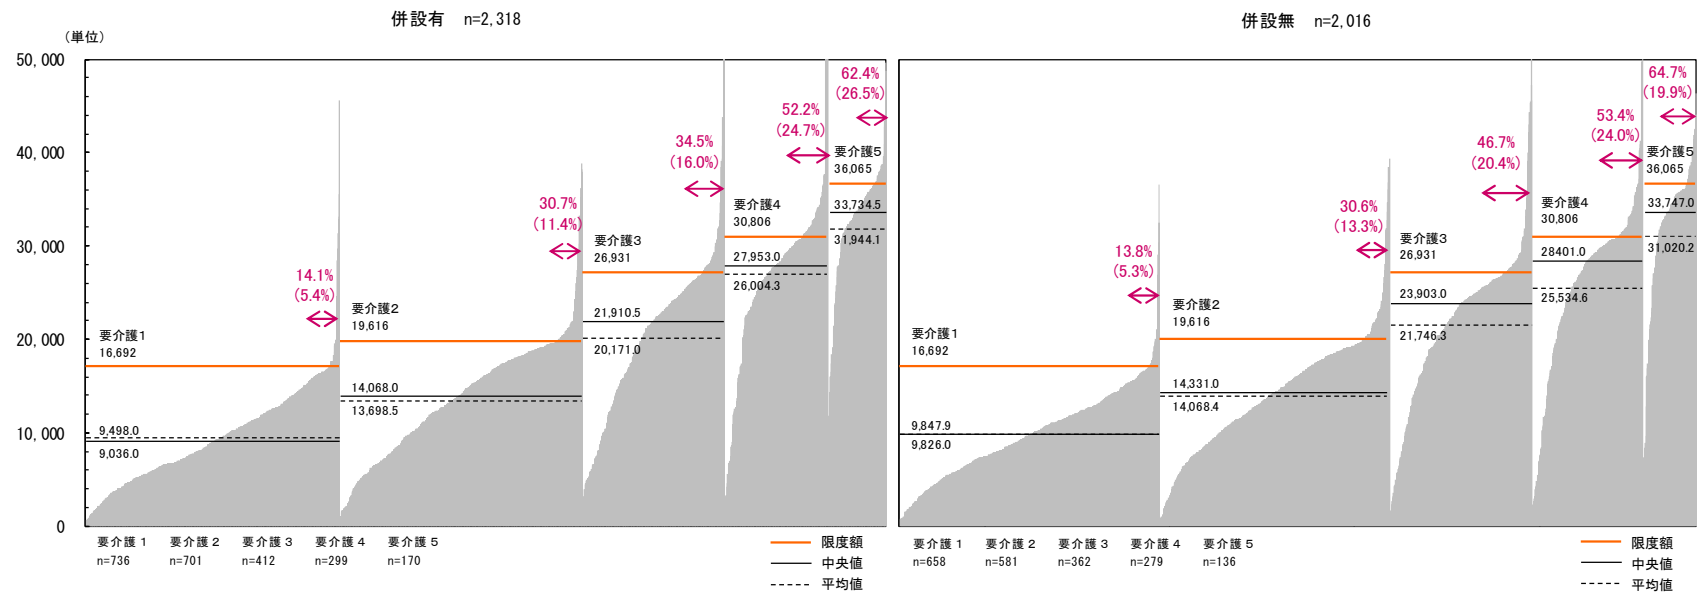 併設有 n=2,318
（単位）
50,000
40,000
30,000
20,000
10,000
0
14.1%
(5.4%)
30.7%
(11.4%)
34.5%
(16.0%)
52.2%
(24.7%)
62.4%
(26.5%)
要介護1
16,692
9,498.0
9,036.0
要介護2
19,616
14,068.0
13,698.5
要介護3
26,931
21,910.5
20,171.0
要介護4
30,806
27,953.0
26,004.3
要介護5
36,065
33,734.5
31,944.1
要介護1 要介護2 要介護3 要介護4 要介護5
n=736 n=701 n=412 n=299 n=170
限度額
中央値
平均値
併設無 n=2,016
13.8%
(5.3%)
30.6%
(13.3%)
46.7%
(20.4%)
53.4%
(24.0%)
64.7%
(19.9%)
要介護1
16,692
9,847.9
9,826.0
要介護2
19,616
14,331.0
14,068.4
要介護3
26,931
23,903.0
21,746.3
要介護4
30,806
28401.0
25,534.6
要介護5
36,065
33,747.0
31,020.2
要介護1 要介護2 要介護3 要介護4 要介護5
n=658 n=581 n=362 n=279 n=136
限度額
中央値
平均値